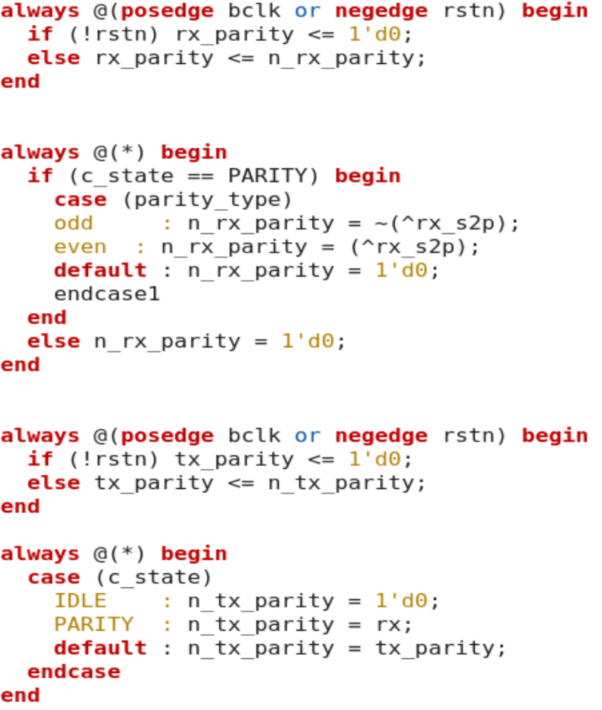 always @(posedge bclk or negedge rstn) begin
  if (!rstn) rx_parity <= 1'd0;
  else rx_parity <= n_rx_parity;
end
always @(*) begin
  if (c_state == PARITY) begin
    case (parity_type)
    odd     : n_rx_parity = ~(^rx_s2p);
    even  : n_rx_parity = (^rx_s2p);
    default : n_rx_parity = 1'd0;
    endcase1
  end
  else n_rx_parity = 1'd0;
end
always @(posedge bclk or negedge rstn) begin
  if (!rstn) tx_parity <= 1'd0;
  else tx_parity <= n_tx_parity;
end
always @(*) begin
  case (c_state)
    IDLE    : n_tx_parity = 1'd0;
    PARITY  : n_tx_parity = rx;
    default : n_tx_parity = tx_parity;
  endcase
end